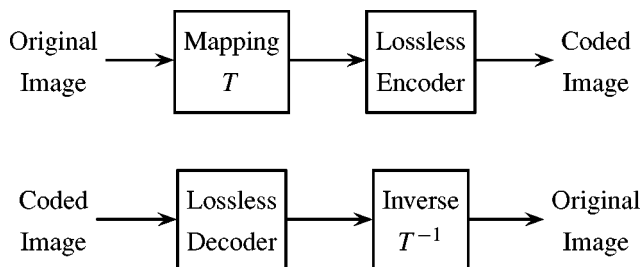 Original
Image
Mapping
T
Lossless
Encoder
Coded
Image
Coded
Image
Lossless
Decoder
Inverse
T⁻¹
Original
Image